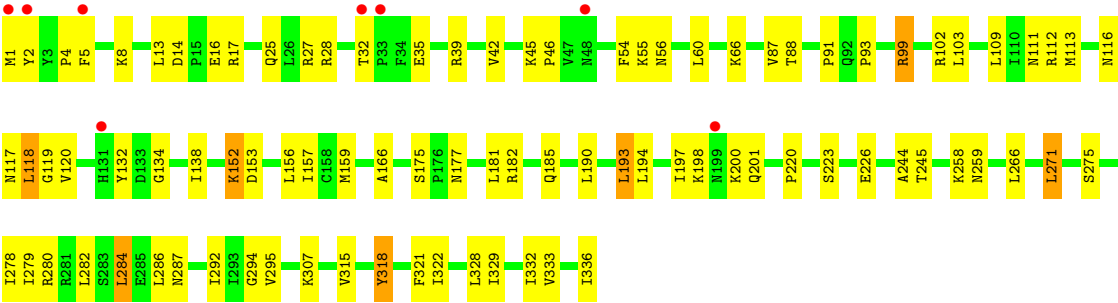 M1 Y2 Y3 P4 F5 K8 L13 D14 P15 E16 R17 Q25 L26 R27 R28 T32 P33 F34 E35 R39 V42 K45 P46 V47 N48 F54 K55 N56 L60 K66 V87 T88 P91 Q92 P93 R99 R102 L103 L109 I110 N111 R112 M113 N116
N117 L118 G119 V120 H131 Y132 D133 G134 I138 K152 D153 L156 I157 C158 M159 A166 S175 P176 N177 L181 R182 Q185 L190 L193 L194 I197 K198 N199 K200 Q201 P220 S223 E226 A244 T245 K258 N259 L266 L271 S275
I278 I279 R280 R281 L282 S283 L284 E285 L286 N287 I292 I293 G294 V295 K307 V315 Y318 F321 I322 L328 I329 I332 V333 I336